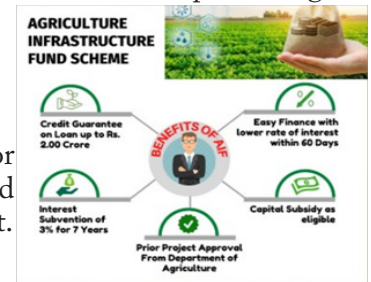 AGRICULTURE
INFRASTRUCTURE
FUND SCHEME
Credit Guarantee
on Loan up to Rs.
2.00 Crore
Easy Finance with
lower rate of interest
within 60 Days
BENEFITS OF AIF
or
d
t.
Interest
Subvention of
3% for 7 Years
Capital Subsidy as
eligible
Prior Project Approval
From Department of
Agriculture